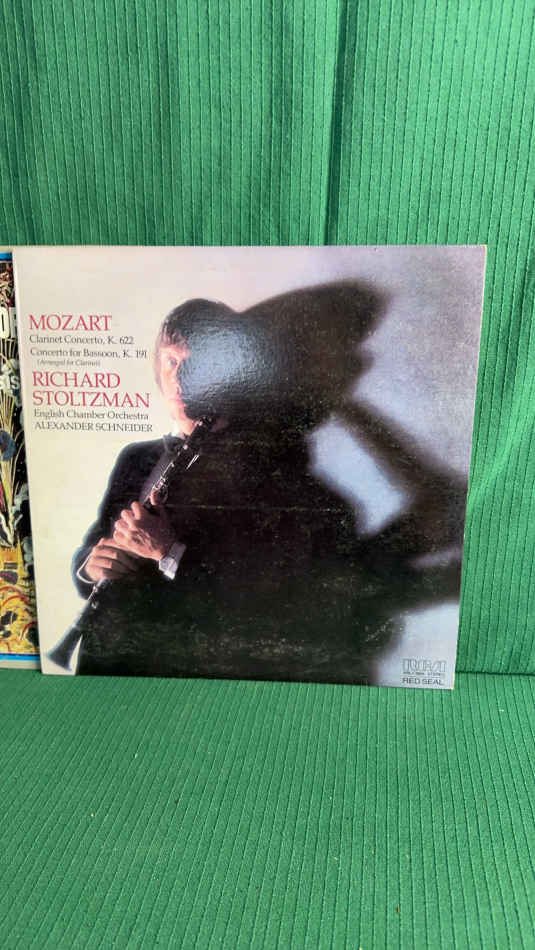 MOZART
Clarinet Concerto, K. 622
Concerto for Bassoon, K. 191
(Arranged for Clarinet)
RICHARD
STOLTZMAN
English Chamber Orchestra
ALEXANDER SCHNEIDER
RCA
RED SEAL